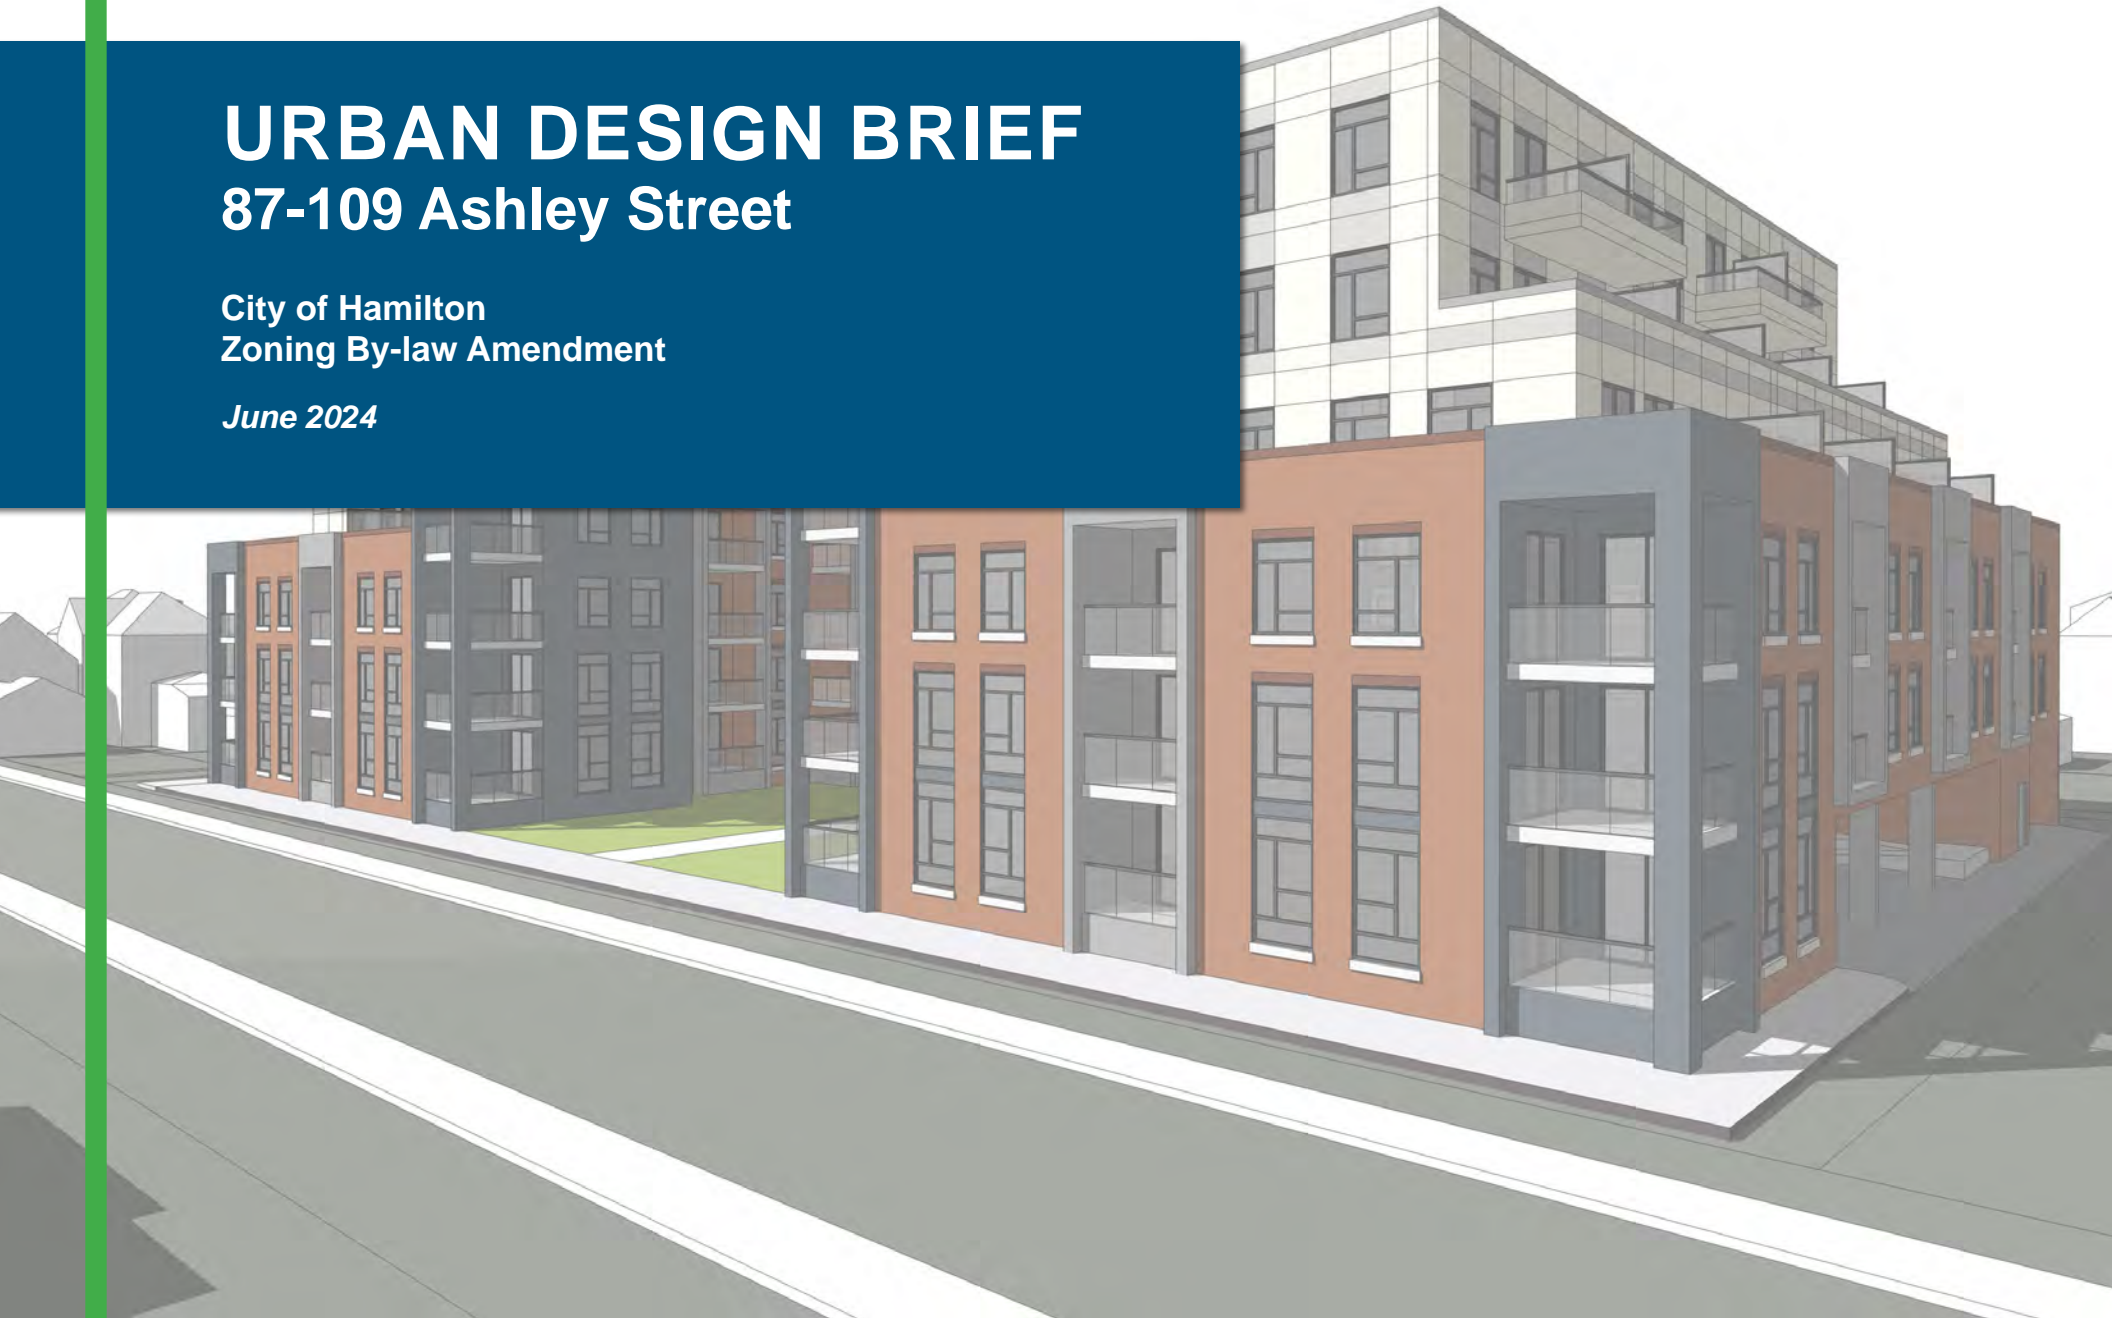 URBAN DESIGN BRIEF
87-109 Ashley Street
City of Hamilton
Zoning By-law Amendment
June 2024